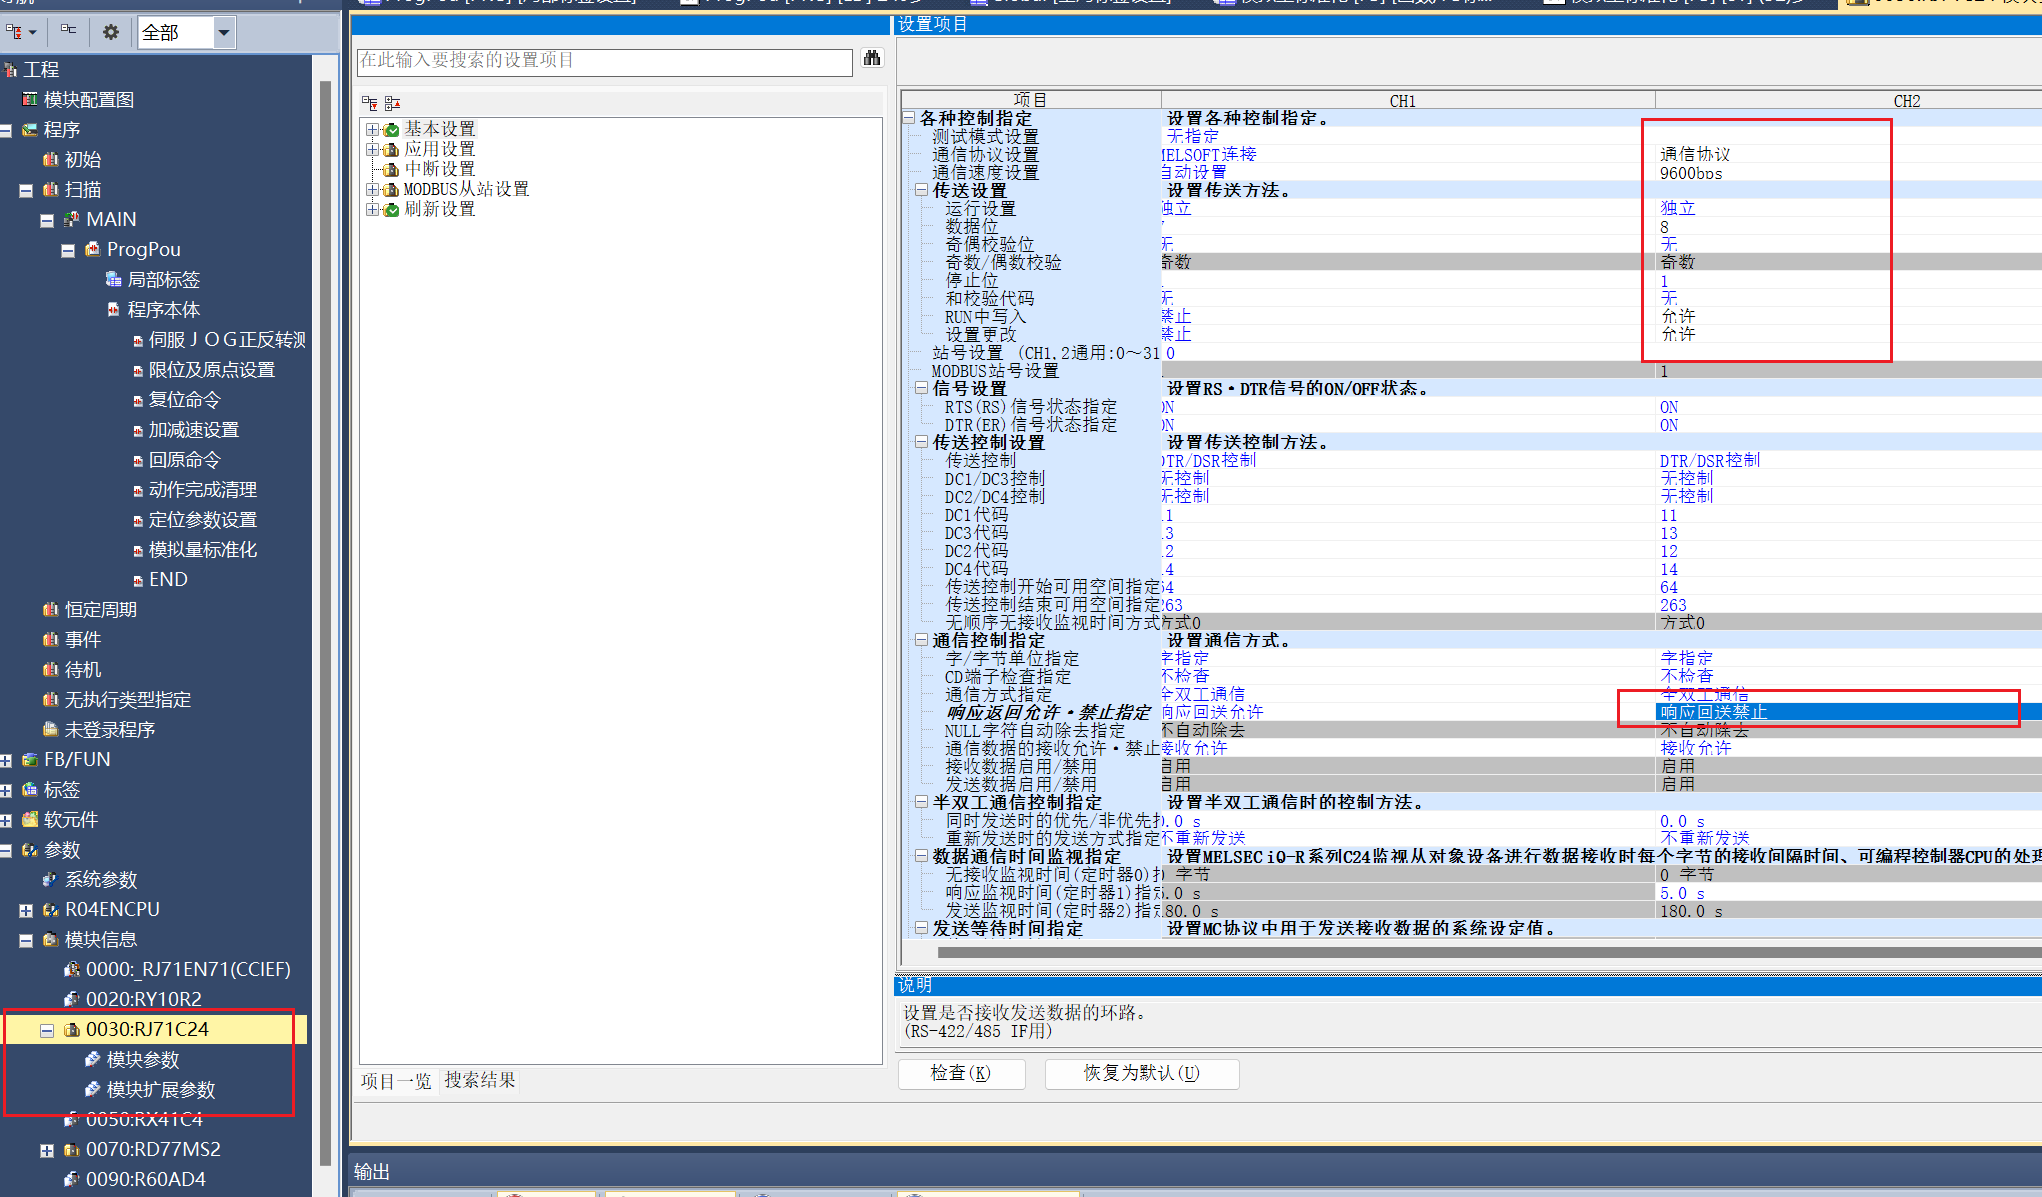 全部
工程
模块配置图
程序
初始
扫描
MAIN
ProgPou
局部标签
程序本体
伺服ＪＯＧ正反转测
限位及原点设置
复位命令
加减速设置
回原命令
动作完成清理
定位参数设置
模拟量标准化
END
恒定周期
事件
待机
无执行类型指定
未登录程序
FB/FUN
标签
软元件
参数
系统参数
R04ENCPU
模块信息
0000:_RJ71EN71(CCIEF)
0020:RY10R2
0030:RJ71C24
模块参数
模块扩展参数
0050:RX41C4
0070:RD77MS2
0090:R60AD4
在此输入要搜索的设置项目
基本设置
应用设置
中断设置
MODBUS从站设置
刷新设置
项目一览 搜索结果
设置项目
项目 CH1 CH2
各种控制指定 设置各种控制指定。
测试模式设置 无指定
通信协议设置 MELSOFT连接 通信协议
通信速度设置 自动设置 9600bps
传送设置 设置传送方法。
运行设置 独立 独立
数据位 8
奇偶校验位 无 无
奇数/偶数校验 奇数 奇数
停止位 1
和校验代码 无 无
RUN中写入 禁止 允许
设置更改 禁止 允许
站号设置 (CH1,2通用:0～31 0
MODBUS站号设置 1
信号设置 设置RS・DTR信号的ON/OFF状态。
RTS(RS)信号状态指定 ON ON
DTR(ER)信号状态指定 ON ON
传送控制设置 设置传送控制方法。
传送控制 DTR/DSR控制 DTR/DSR控制
DC1/DC3控制 无控制 无控制
DC2/DC4控制 无控制 无控制
DC1代码 11 11
DC3代码 13 13
DC2代码 12 12
DC4代码 14 14
传送控制开始可用空间指定 64 64
传送控制结束可用空间指定 263 263
无顺序无接收监视时间方式 方式0 方式0
通信控制指定 设置通信方式。
字/字节单位指定 字指定 字指定
CD端子检查指定 不检查 不检查
通信方式指定 全双工通信 全双工通信
响应返回允许・禁止指定 响应回送允许 响应回送禁止
NULL字符自动除去指定 不自动除去 不自动除去
通信数据的接收允许・禁止 接收允许 接收允许
接收数据启用/禁用 启用 启用
发送数据启用/禁用 启用 启用
半双工通信控制指定 设置半双工通信时的控制方法。
同时发送时的优先/非优先指 0.0 s 0.0 s
重新发送时的发送方式指定 不重新发送 不重新发送
数据通信时间监视指定 设置MELSEC iQ-R系列C24监视从对象设备进行数据接收时每个字节的接收间隔时间、可编程控制器CPU的处理
无接收监视时间(定时器0)指 0 字节 0 字节
响应监视时间(定时器1)指定 5.0 s 5.0 s
发送监视时间(定时器2)指定 180.0 s 180.0 s
发送等待时间指定 设置MC协议中用于发送接收数据的系统设定值。
说明
设置是否接收发送数据的环路。
(RS-422/485 IF用)
检查(K) 恢复为默认(U)
输出